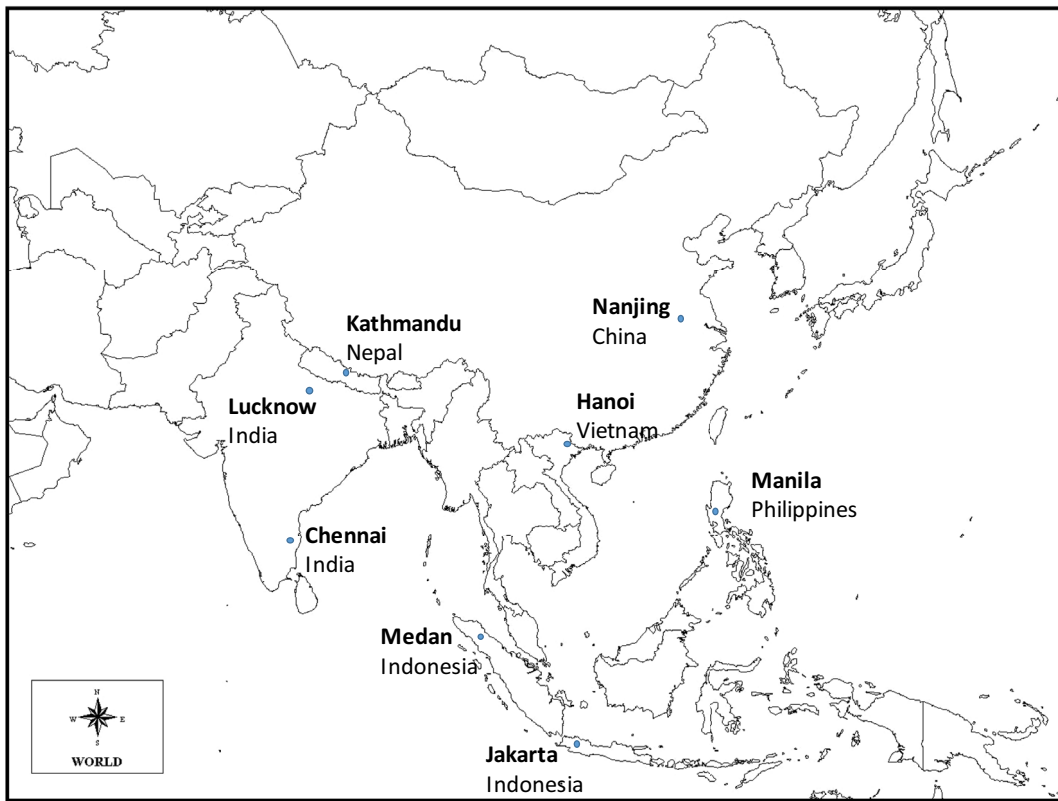 Nanjing
China
Kathmandu
Nepal
Lucknow
India
Hanoi
Vietnam
Manila
Philippines
Chennai
India
Medan
Indonesia
N
W E
S
WORLD
Jakarta
Indonesia